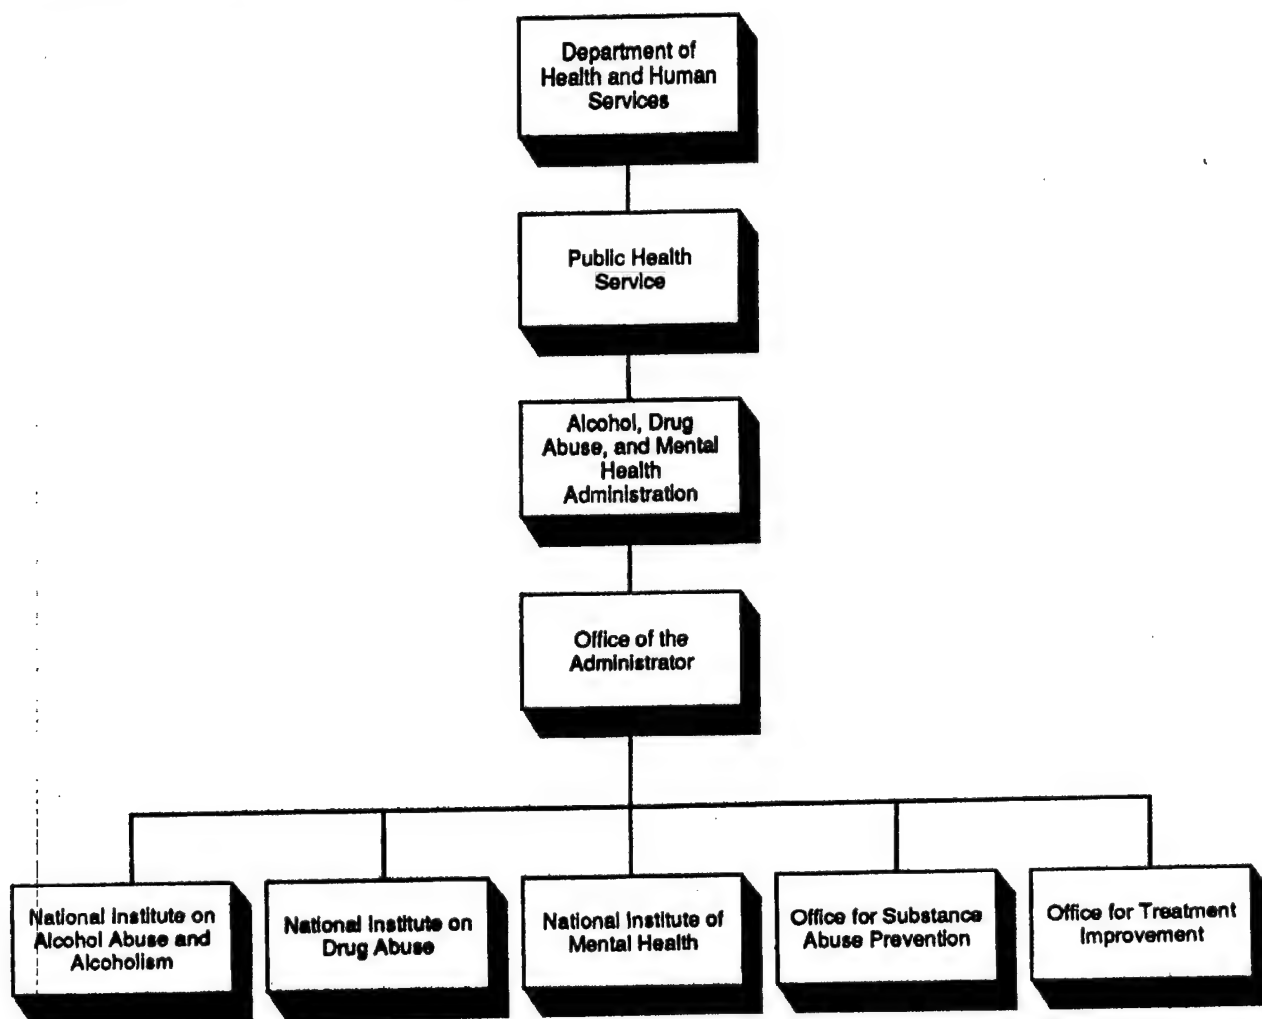 Department of
Health and Human
Services
Public Health
Service
Alcohol, Drug
Abuse, and Mental
Health
Administration
Office of the
Administrator
National Institute on
Alcohol Abuse and
Alcoholism
National Institute on
Drug Abuse
National Institute of
Mental Health
Office for Substance
Abuse Prevention
Office for Treatment
Improvement